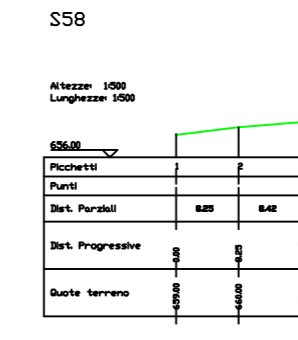 S58
Altezze: 1:500
Lunghezze: 1:500
656.00
Picchetti 1 2
Punti
Dist. Parziali 8.25 8.42
Dist. Progressive 0.00 8.25
Quote terreno 659.00 660.00